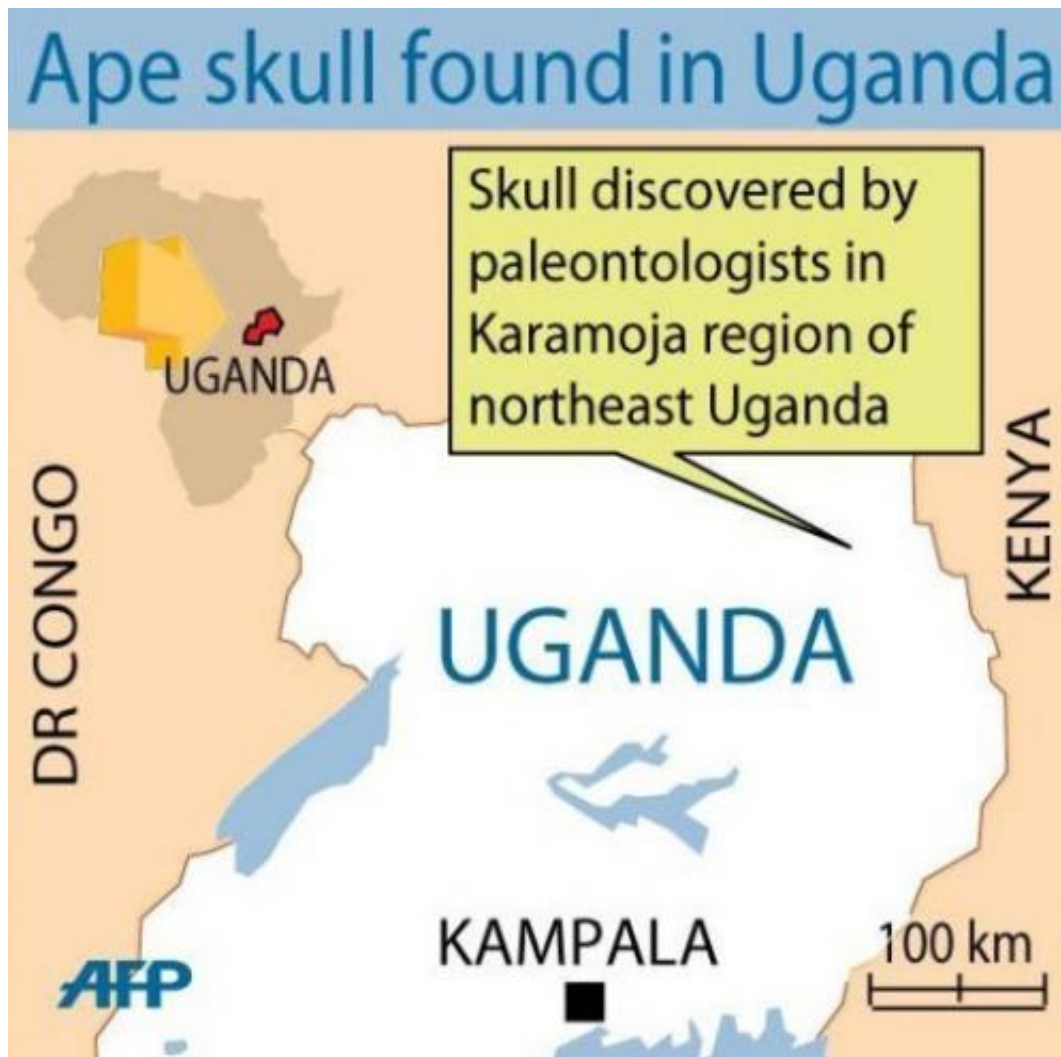 Ape skull found in Uganda
Skull discovered by
paleontologists in
Karamoja region of
northeast Uganda
UGANDA
DR CONGO
KENYA
UGANDA
KAMPALA
100 km
AFP